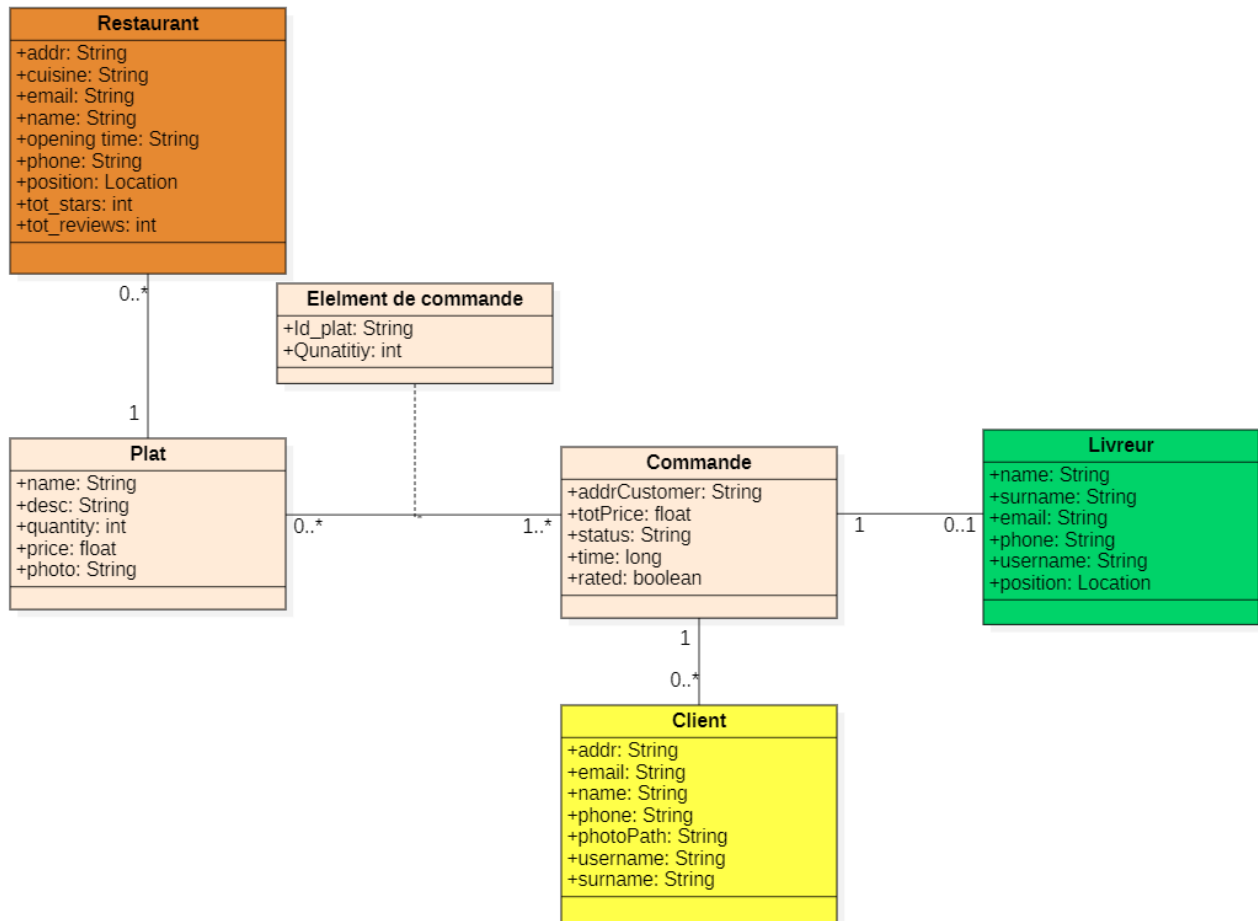 Restaurant
+addr: String
+cuisine: String
+email: String
+name: String
+opening time: String
+phone: String
+position: Location
+tot_stars: int
+tot_reviews: int
0..*
1
Elelment de commande
+Id_plat: String
+Qunatitiy: int
Plat
+name: String
+desc: String
+quantity: int
+price: float
+photo: String
0..*
1..*
Commande
+addrCustomer: String
+totPrice: float
+status: String
+time: long
+rated: boolean
1
0..1
Livreur
+name: String
+surname: String
+email: String
+phone: String
+username: String
+position: Location
1
0..*
Client
+addr: String
+email: String
+name: String
+phone: String
+photoPath: String
+username: String
+surname: String